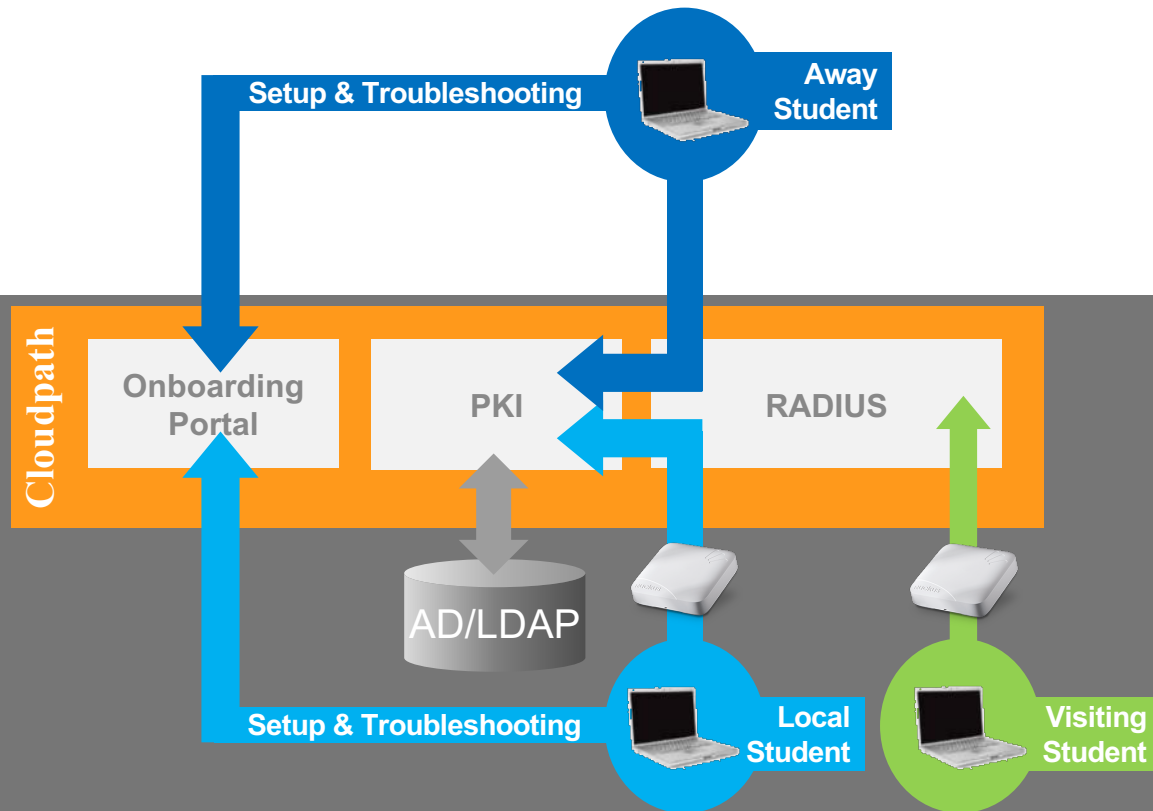 Away
Student
Setup & Troubleshooting
Cloudpath
Onboarding
Portal
PKI
RADIUS
AD/LDAP
Setup & Troubleshooting
Local
Student
Visiting
Student